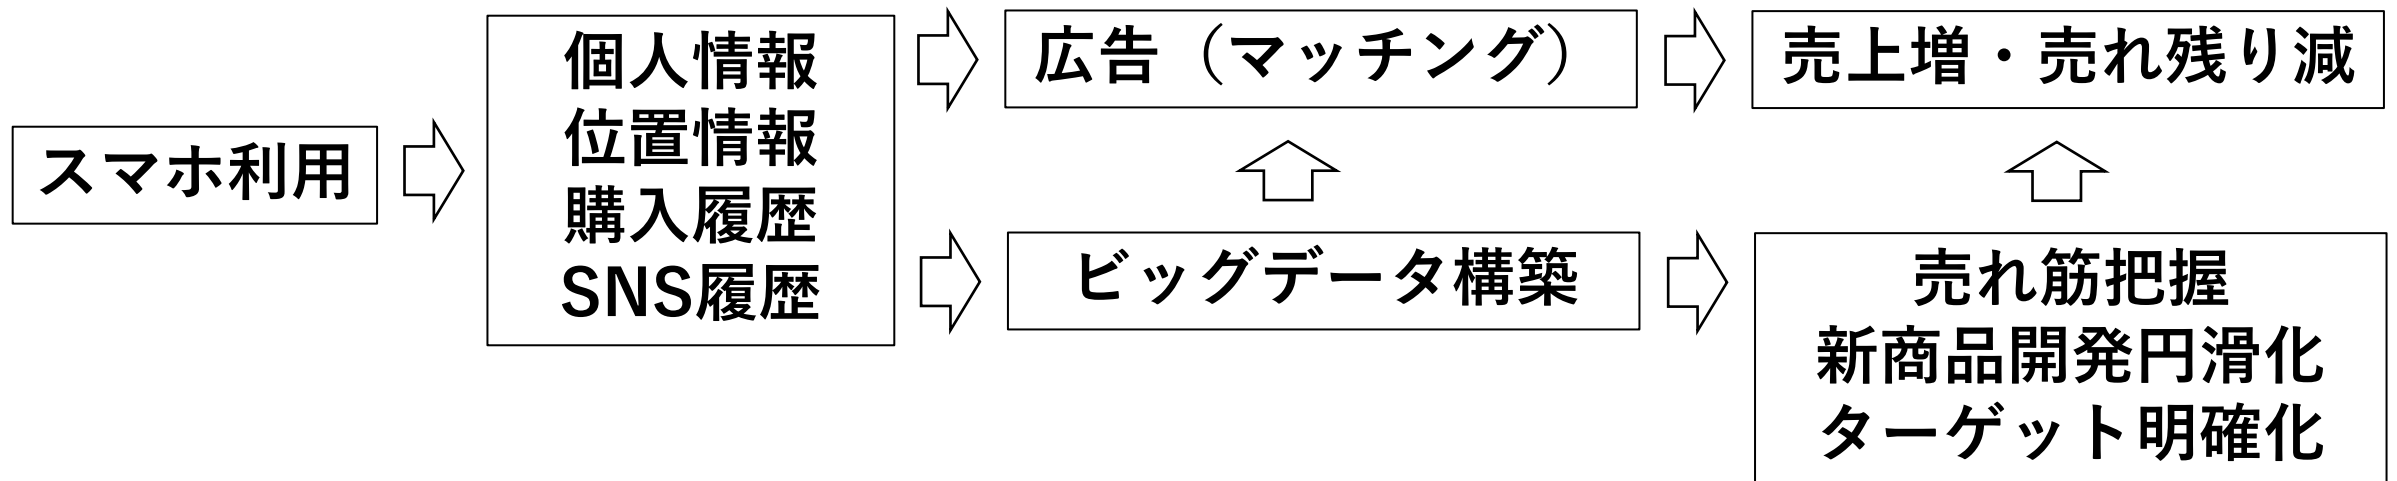 スマホ利用
個人情報
位置情報
購入履歴
SNS履歴
広告（マッチング）
売上増・売れ残り減
ビッグデータ構築
売れ筋把握
新商品開発円滑化
ターゲット明確化